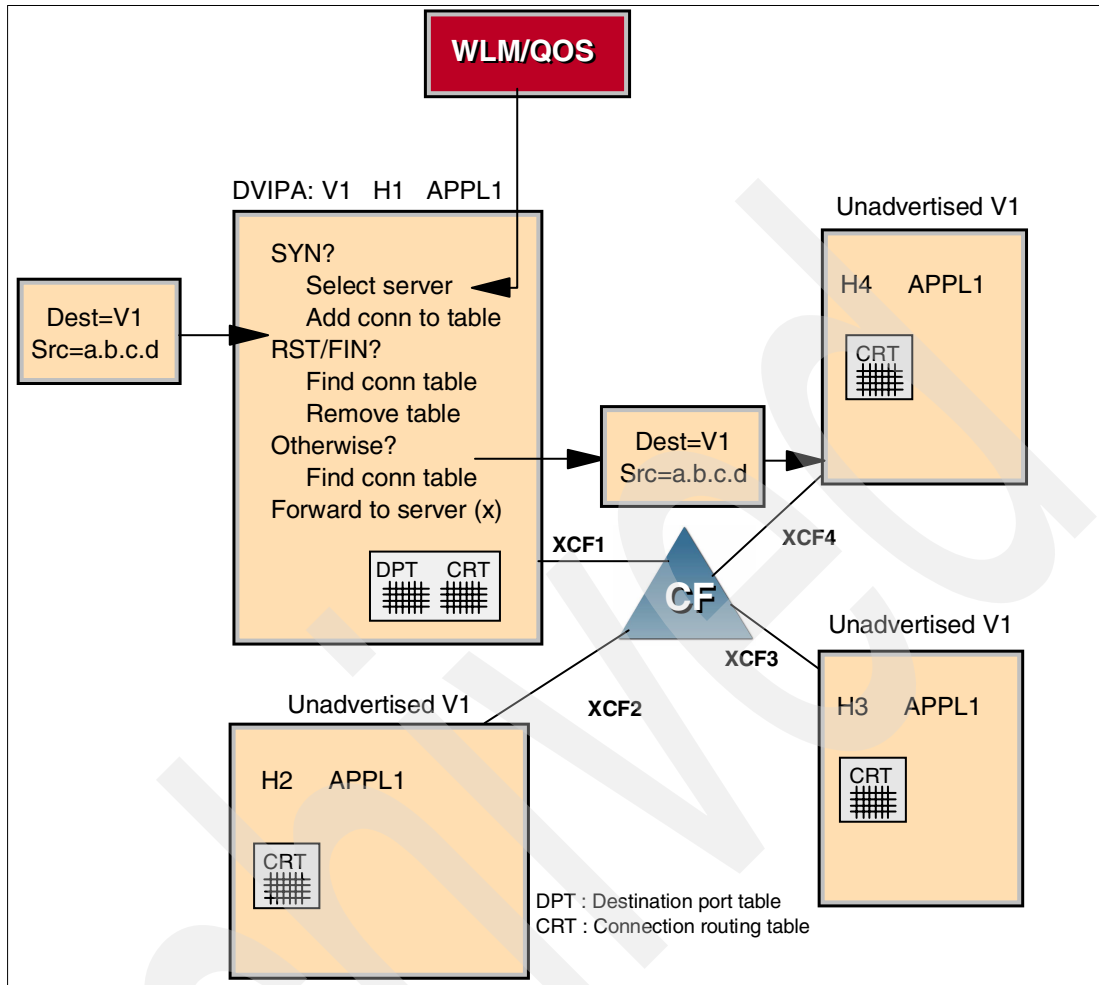 WLM/QOS
DVIPA: V1 H1 APPL1
Unadvertised V1
SYN?
Select server
Add conn to table
RST/FIN?
Find conn table
Remove table
Otherwise?
Find conn table
Forward to server (x)
DPT CRT
Dest=V1
Src=a.b.c.d
Dest=V1
Src=a.b.c.d
H4 APPL1
CRT
XCF1
XCF4
CF
XCF3
XCF2
Unadvertised V1
H3 APPL1
CRT
Unadvertised V1
H2 APPL1
CRT
DPT : Destination port table
CRT : Connection routing table